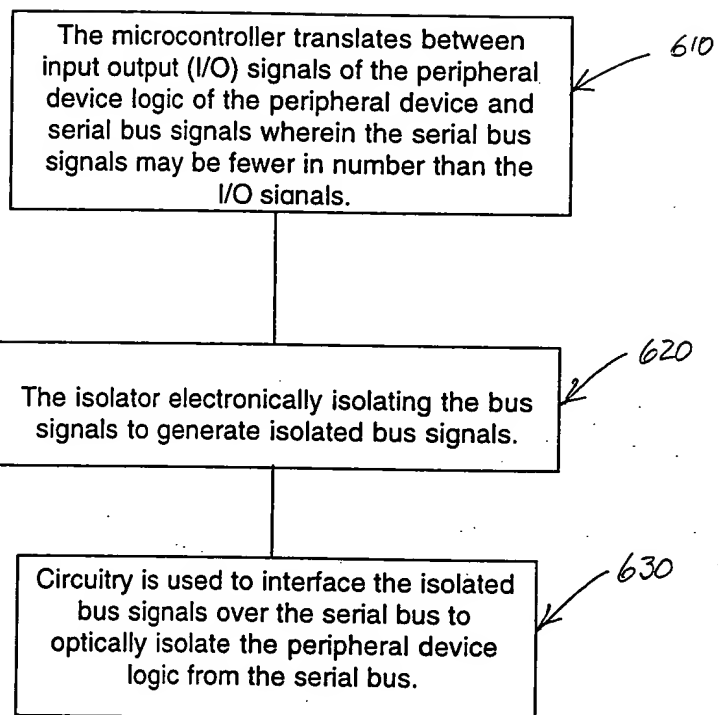 The microcontroller translates between
input output (I/O) signals of the peripheral
device logic of the peripheral device and
serial bus signals wherein the serial bus
signals may be fewer in number than the
I/O signals.
610
The isolator electronically isolating the bus
signals to generate isolated bus signals.
620
Circuitry is used to interface the isolated
bus signals over the serial bus to
optically isolate the peripheral device
logic from the serial bus.
630